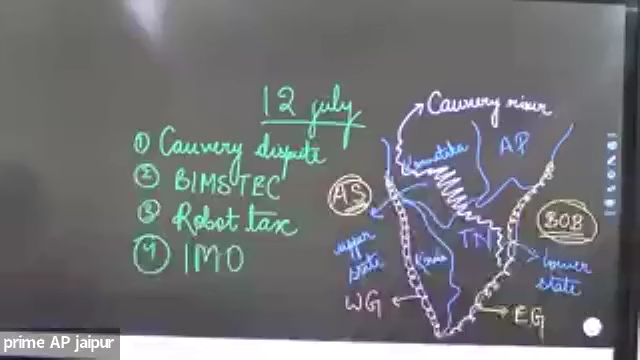 12 July
① Cauvery dispute
② BIMSTEC
③ Robot tax
④ IMO
Cauvery river
Karnataka
AP
AS
BOB
TN
upper state
lower state
WG
EG
prime AP jaipur